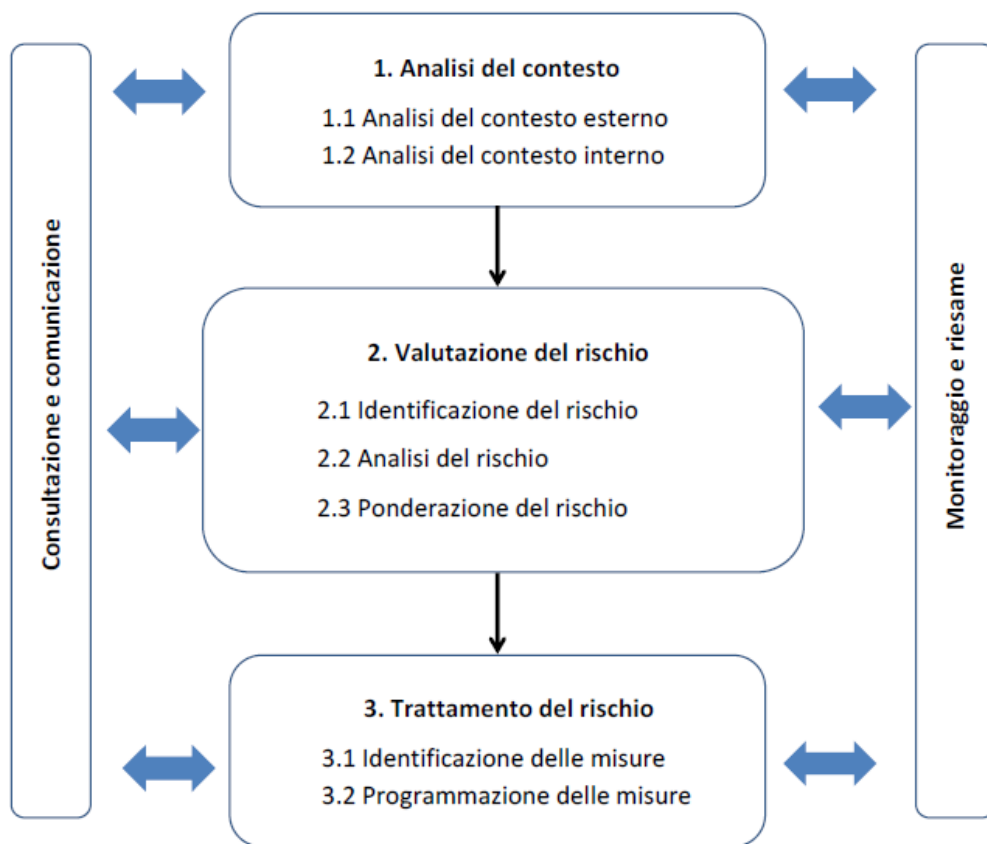 Consultazione e comunicazione
1. Analisi del contesto
1.1 Analisi del contesto esterno
1.2 Analisi del contesto interno
2. Valutazione del rischio
2.1 Identificazione del rischio
2.2 Analisi del rischio
2.3 Ponderazione del rischio
3. Trattamento del rischio
3.1 Identificazione delle misure
3.2 Programmazione delle misure
Monitoraggio e riesame